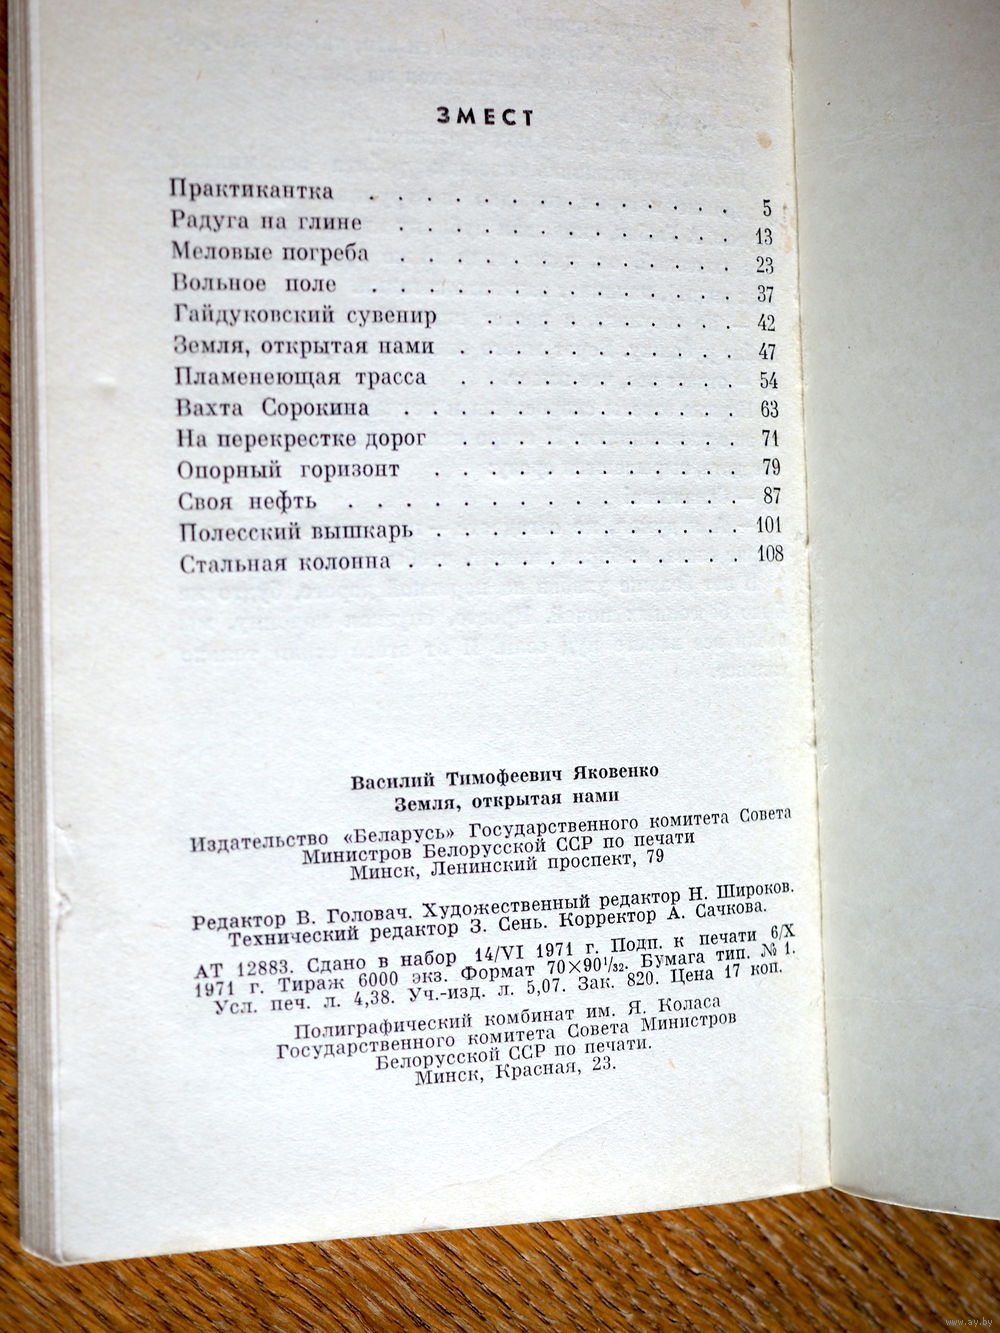 ЗМЕСТ
Практикантка . . . . . . . . . . . . . 5
Радуга на глине . . . . . . . . . . . . 13
Меловые погреба . . . . . . . . . . . . 23
Вольное поле . . . . . . . . . . . . . 37
Гайдуковский сувенир . . . . . . . . . 42
Земля, открытая нами . . . . . . . . . . 47
Пламенеющая трасса . . . . . . . . . . 54
Вахта Сорокина . . . . . . . . . . . . 63
На перекрестке дорог . . . . . . . . . . 71
Опорный горизонт . . . . . . . . . . . 79
Своя нефть . . . . . . . . . . . . . . 87
Полесский вышкарь . . . . . . . . . . . 101
Стальная колонна . . . . . . . . . . . . 108
Василий Тимофеевич Яковенко
Земля, открытая нами
Издательство «Беларусь» Государственного комитета Совета
Министров Белорусской ССР по печати
Минск, Ленинский проспект, 79
Редактор В. Головач. Художественный редактор Н. Широков.
Технический редактор З. Сень. Корректор А. Сачкова.
АТ 12883. Сдано в набор 14/VI 1971 г. Подп. к печати 6/X
1971 г. Тираж 6000 экз. Формат 70×90¹/₃₂. Бумага тип. № 1.
Усл. печ. л. 4,38. Уч.-изд. л. 5,07. Зак. 820. Цена 17 коп.
Полиграфический комбинат им. Я. Коласа
Государственного комитета Совета Министров
Белорусской ССР по печати.
Минск, Красная, 23.
www.ay.by